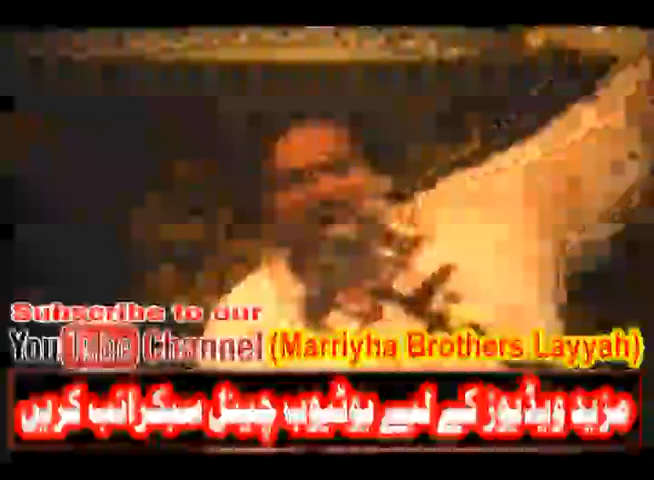 Subscribe to our
YouTube Channel (Marriyha Brothers Layyah)
مزید ویڈیوز کے لیے یوٹیوب چینل سبکرائب کریں